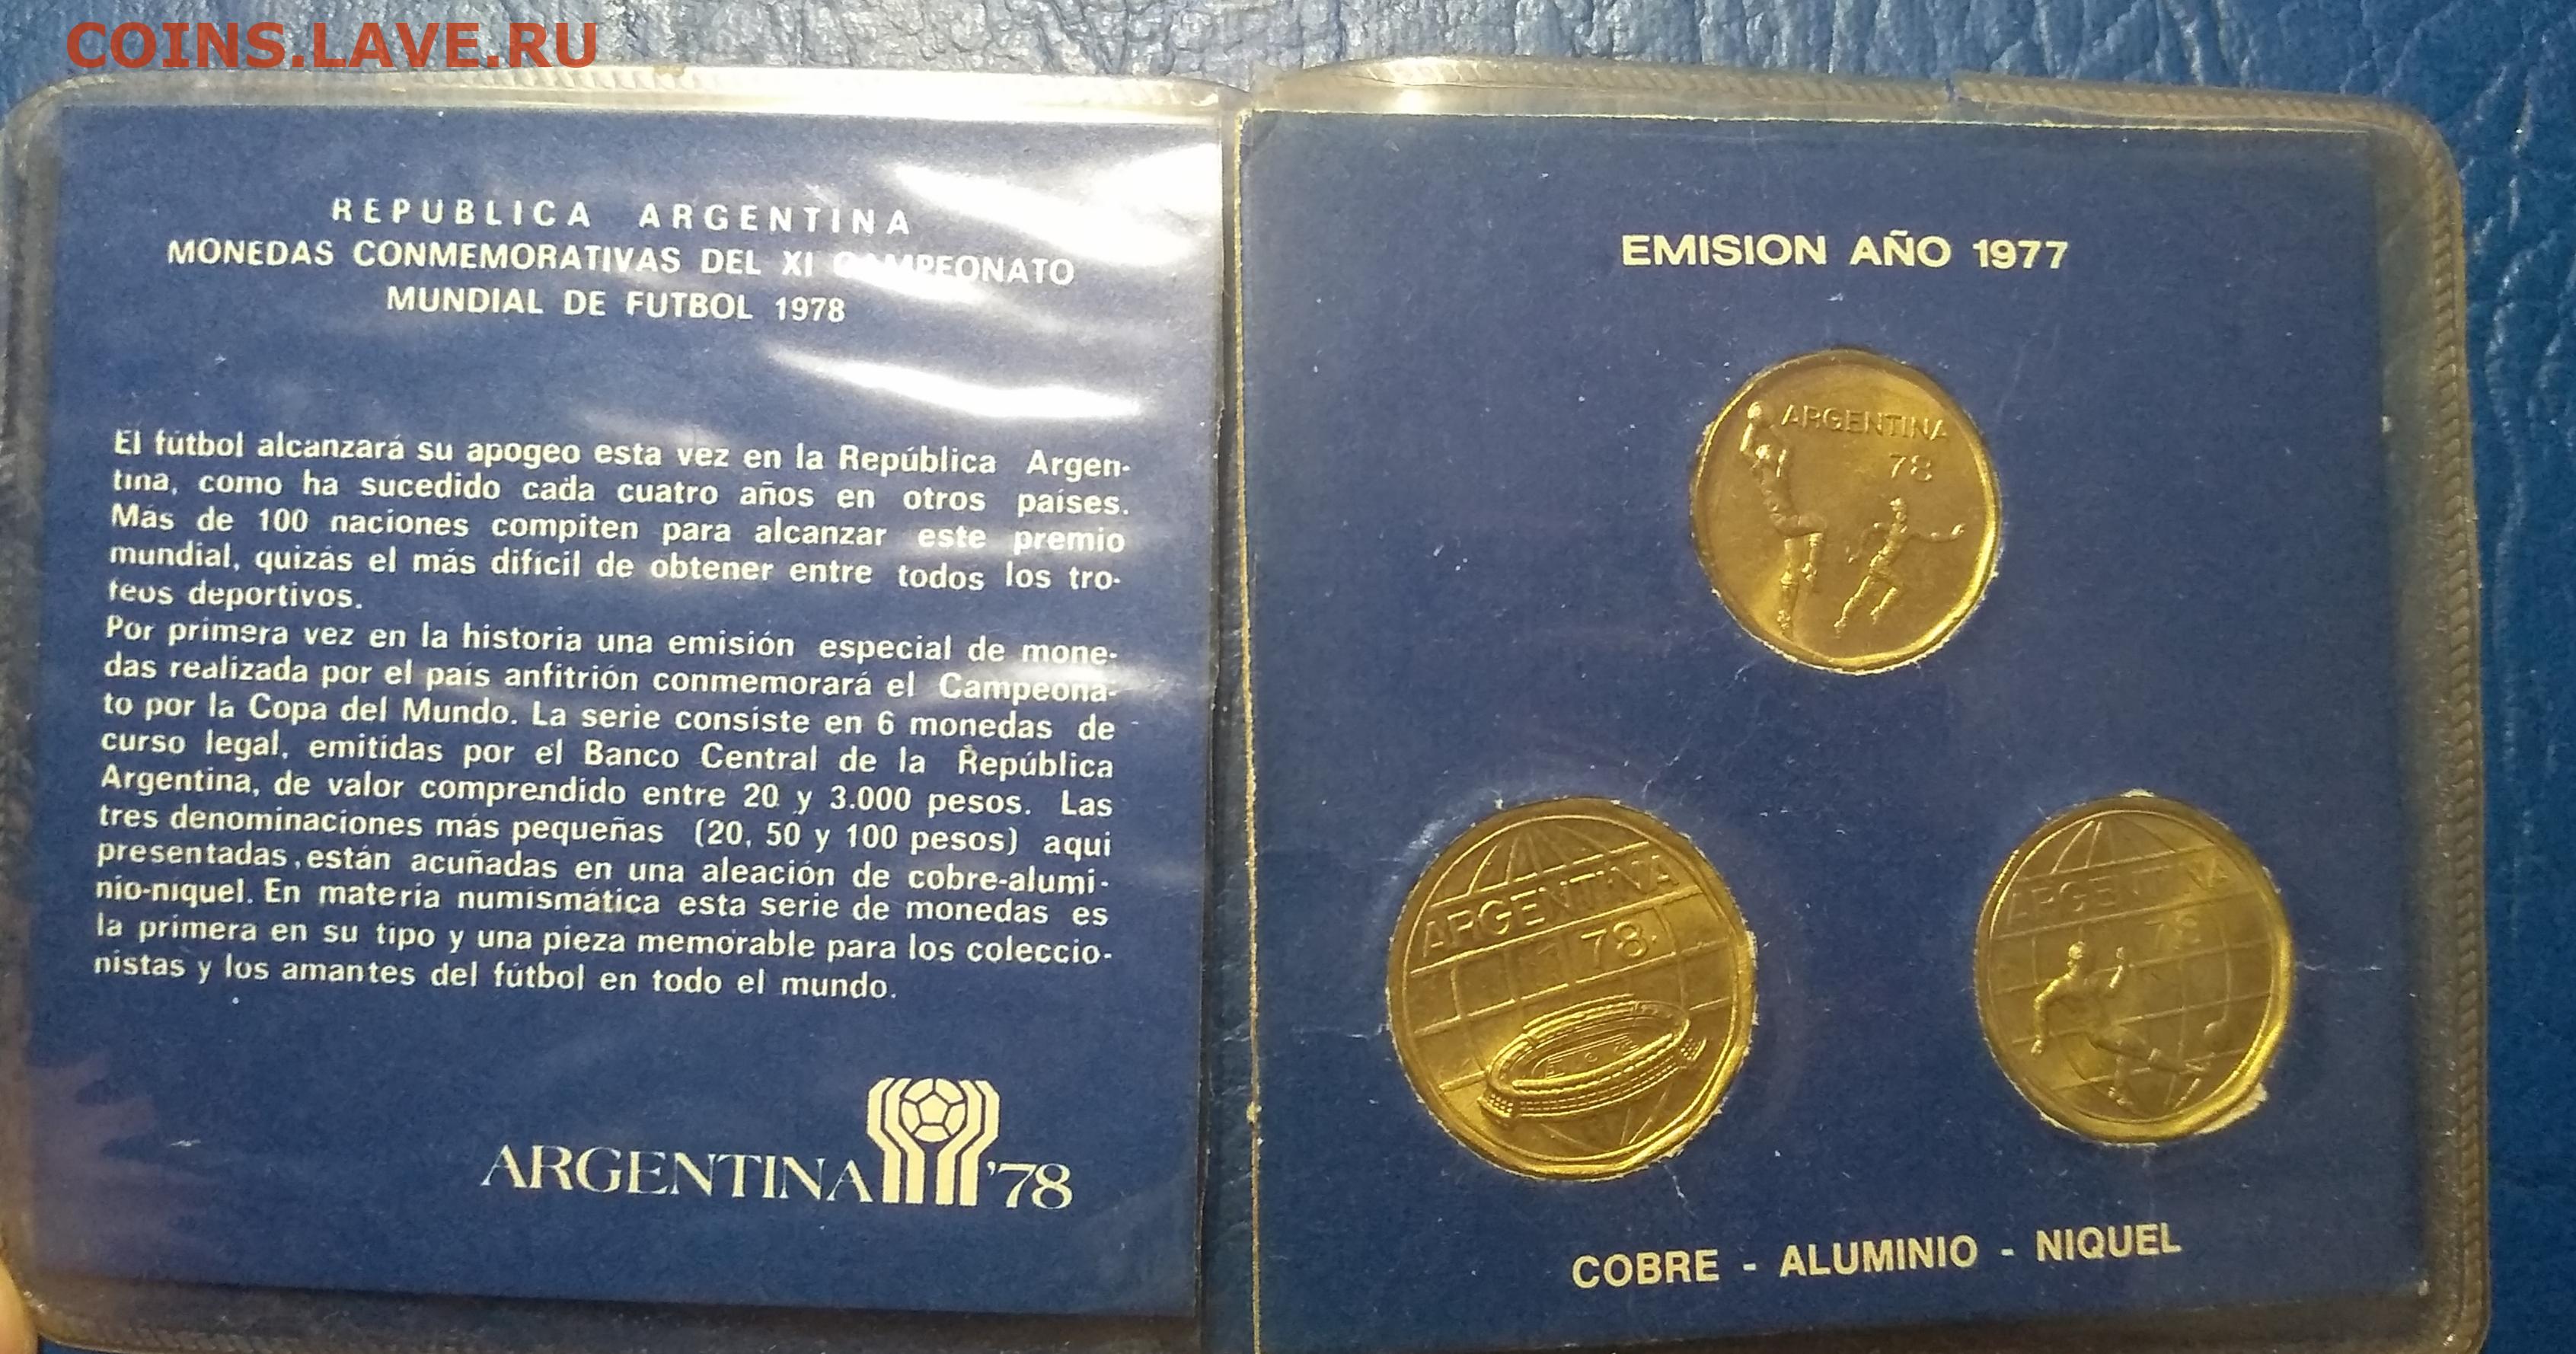 COINS.LAVE.RU
REPUBLICA ARGENTINA
MONEDAS CONMEMORATIVAS DEL XI CAMPEONATO
MUNDIAL DE FUTBOL 1978
El fútbol alcanzará su apogeo esta vez en la República Argen-
tina, como ha sucedido cada cuatro años en otros países.
Más de 100 naciones compiten para alcanzar este premio
mundial, quizás el más difícil de obtener entre todos los tro-
feos deportivos.
Por primera vez en la historia una emisión especial de mone-
das realizada por el país anfitrión conmemorará el Campeona-
to por la Copa del Mundo. La serie consiste en 6 monedas de
curso legal, emitidas por el Banco Central de la República
Argentina, de valor comprendido entre 20 y 3.000 pesos. Las
tres denominaciones más pequeñas (20, 50 y 100 pesos) aqui
presentadas, están acuñadas en una aleación de cobre-alumi-
nio-niquel. En materia numismática esta serie de monedas es
la primera en su tipo y una pieza memorable para los coleccio-
nistas y los amantes del fútbol en todo el mundo.
ARGENTINA '78
EMISION AÑO 1977
ARGENTINA
78
ARGENTINA
78
ARGENTINA
78
COBRE - ALUMINIO - NIQUEL